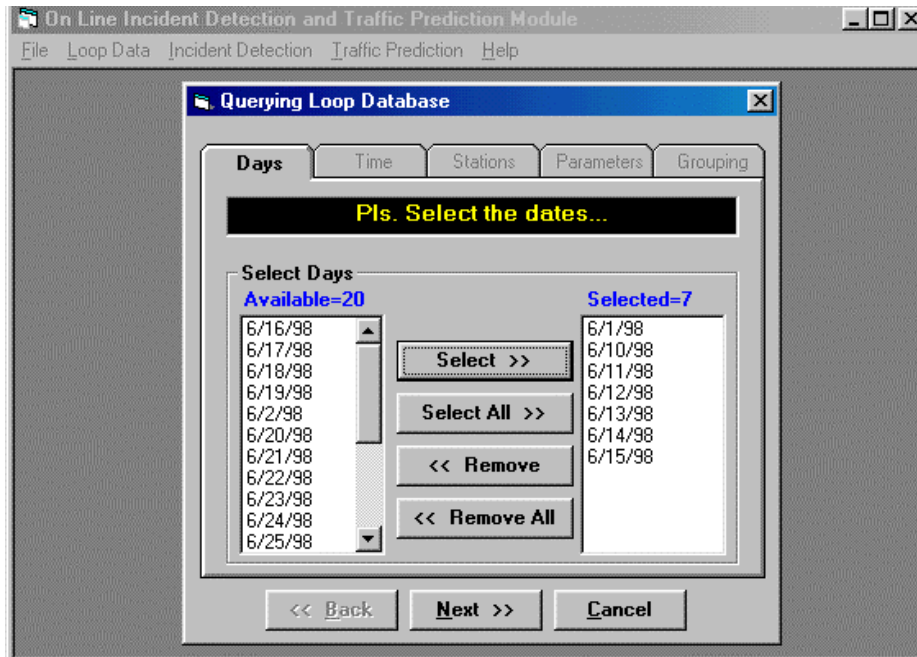 On Line Incident Detection and Traffic Prediction Module
File Loop Data Incident Detection Traffic Prediction Help
Querying Loop Database
Days Time Stations Parameters Grouping
Pls. Select the dates...
Select Days
Available=20
6/16/98
6/17/98
6/18/98
6/19/98
6/2/98
6/20/98
6/21/98
6/22/98
6/23/98
6/24/98
6/25/98
Select >>
Select All >>
<< Remove
<< Remove All
Selected=7
6/1/98
6/10/98
6/11/98
6/12/98
6/13/98
6/14/98
6/15/98
<< Back Next >> Cancel